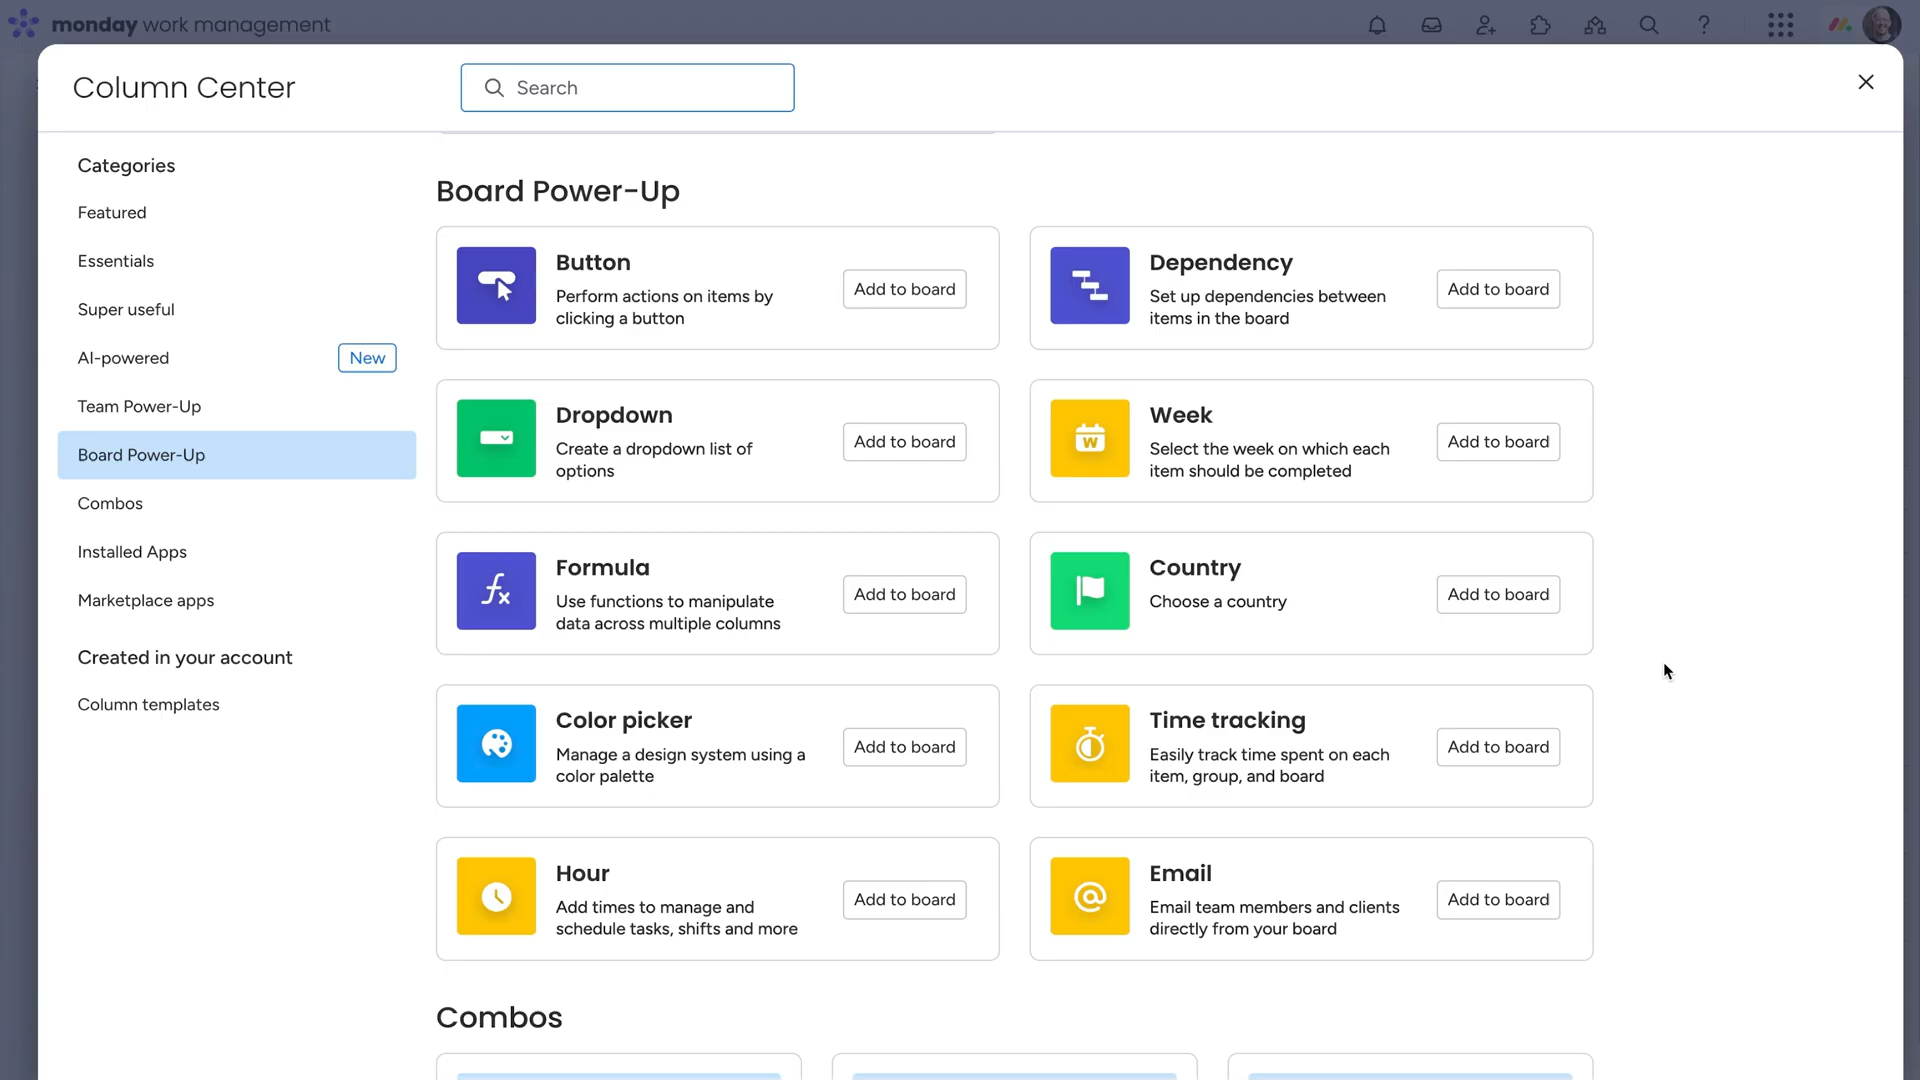 monday work management
Column Center
Search
Categories
Featured
Essentials
Super useful
AI-powered
New
Team Power-Up
Board Power-Up
Combos
Installed Apps
Marketplace apps
Created in your account
Column templates
Board Power-Up
Button
Perform actions on items by
clicking a button
Add to board
Dependency
Set up dependencies between
items in the board
Add to board
Dropdown
Create a dropdown list of
options
Add to board
Week
Select the week on which each
item should be completed
Add to board
Formula
Use functions to manipulate
data across multiple columns
Add to board
Country
Choose a country
Add to board
Color picker
Manage a design system using a
color palette
Add to board
Time tracking
Easily track time spent on each
item, group, and board
Add to board
Hour
Add times to manage and
schedule tasks, shifts and more
Add to board
Email
Email team members and clients
directly from your board
Add to board
Combos